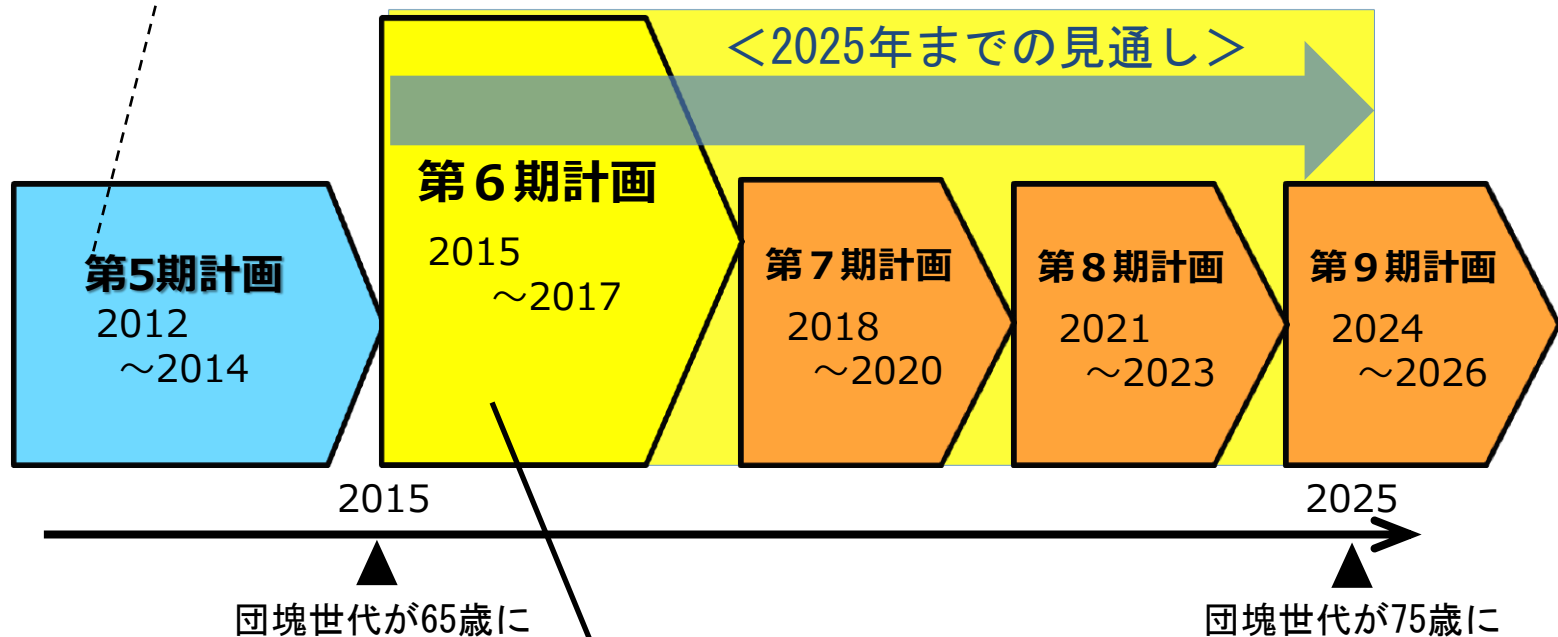 <2025年までの見通し>
第5期計画
2012
～2014
第６期計画
2015
～2017
第７期計画
2018
～2020
第８期計画
2021
～2023
第９期計画
2024
～2026
2015
2025
団塊世代が65歳に
団塊世代が75歳に